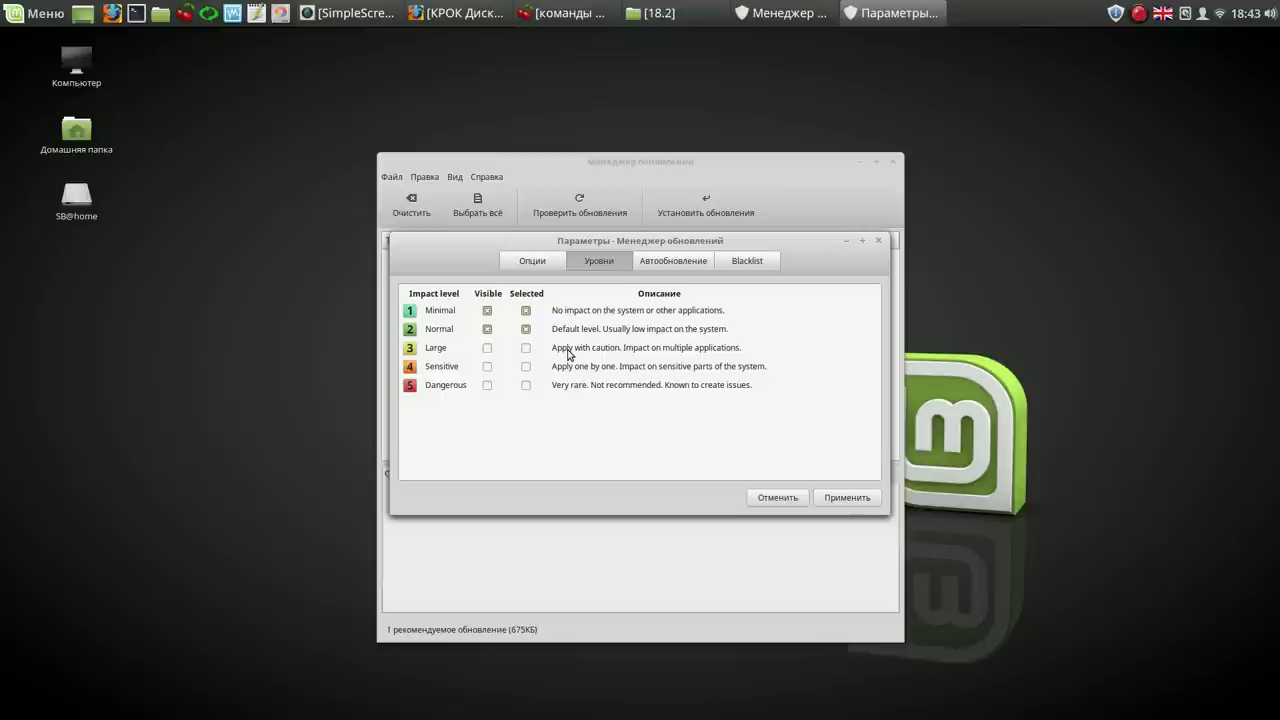 Меню
[SimpleScre...
[КРОК Диск...
[команды ...
[18.2]
Менеджер ...
Параметры...
18:43
Компьютер
Домашняя папка
SB@home
Менеджер обновлений
Файл Правка Вид Справка
Очистить Выбрать всё Проверить обновления Установить обновления
Параметры - Менеджер обновлений
Опции Уровни Автообновление Blacklist
Impact level Visible Selected Описание
1 Minimal No impact on the system or other applications.
2 Normal Default level. Usually low impact on the system.
3 Large Apply with caution. Impact on multiple applications.
4 Sensitive Apply one by one. Impact on sensitive parts of the system.
5 Dangerous Very rare. Not recommended. Known to create issues.
Отменить Применить
1 рекомендуемое обновление (675КБ)